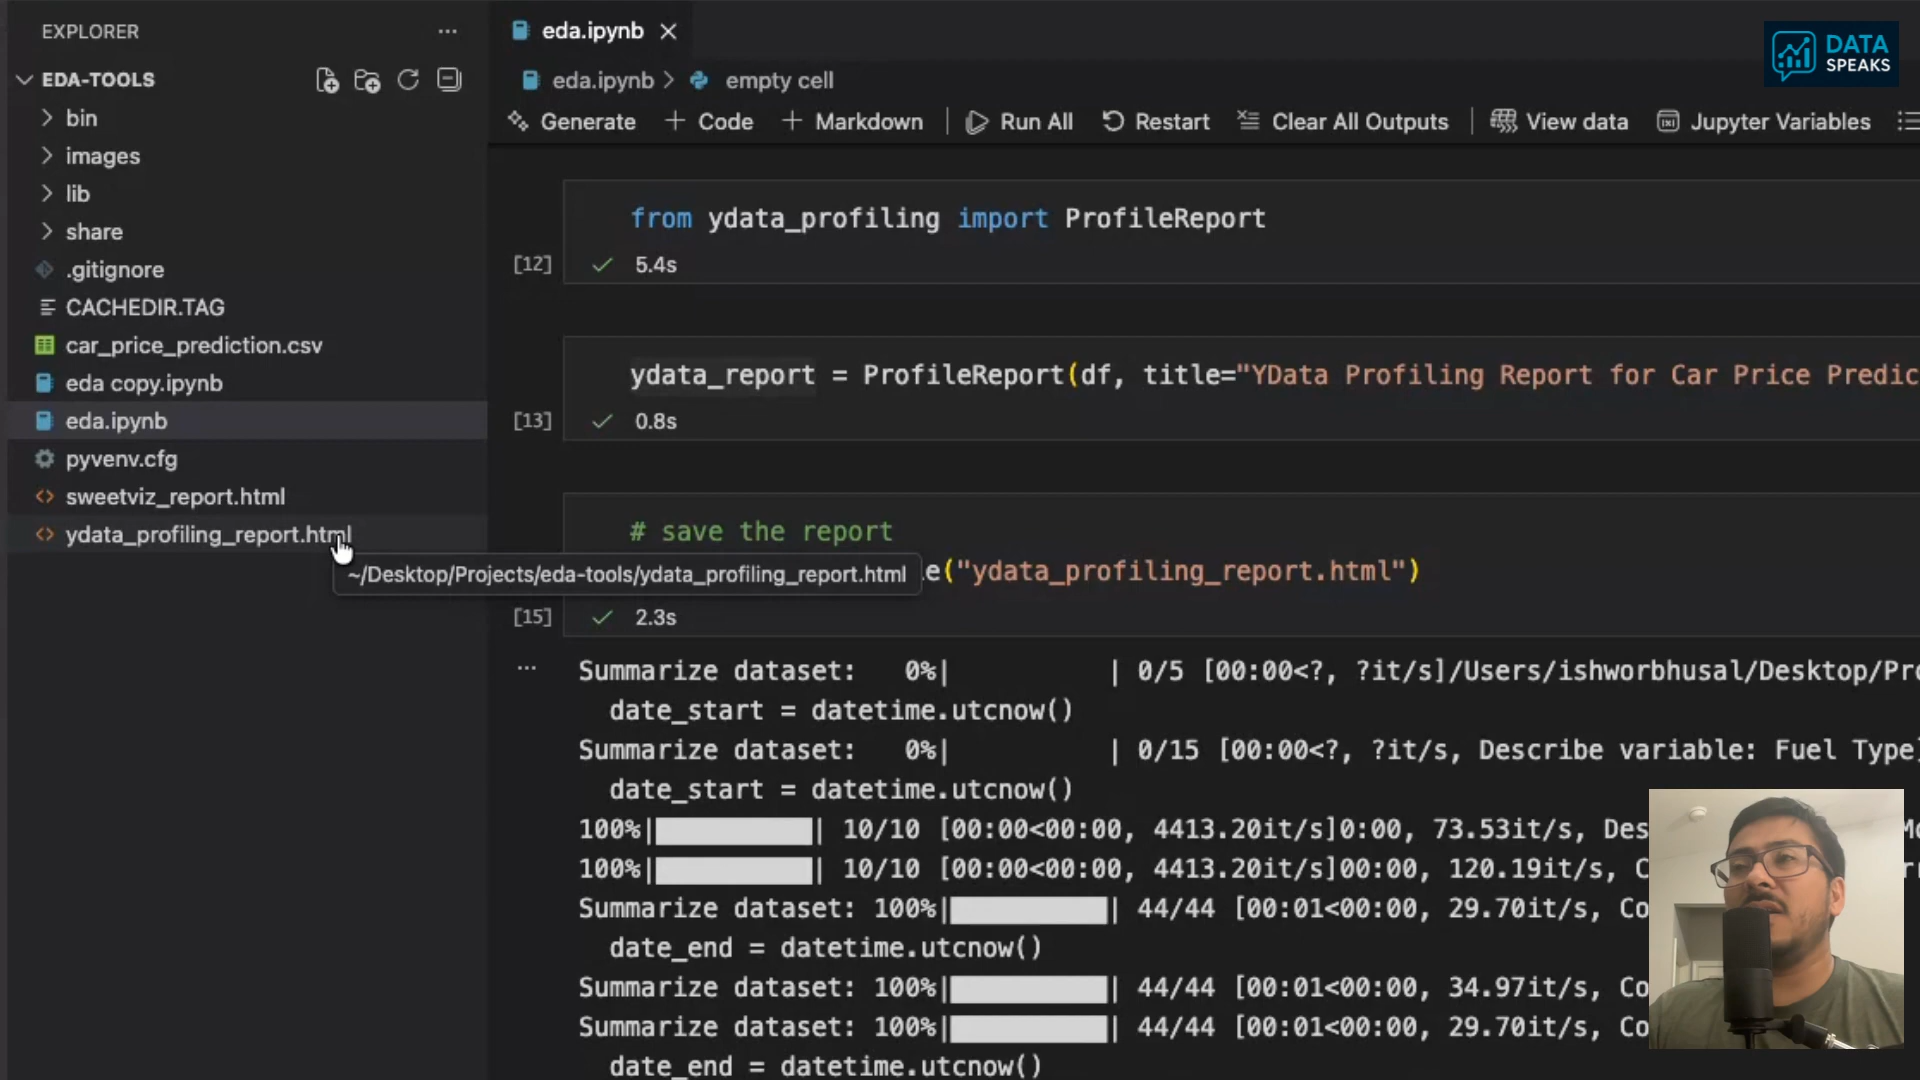 EXPLORER
EDA-TOOLS
bin
images
lib
share
.gitignore
CACHEDIR.TAG
car_price_prediction.csv
eda copy.ipynb
eda.ipynb
pyvenv.cfg
sweetviz_report.html
ydata_profiling_report.html
~/Desktop/Projects/eda-tools/ydata_profiling_report.html
eda.ipynb
eda.ipynb > empty cell
Generate + Code + Markdown Run All Restart Clear All Outputs View data Jupyter Variables
DATA
SPEAKS
from ydata_profiling import ProfileReport
[12] 5.4s
ydata_report = ProfileReport(df, title="YData Profiling Report for Car Price Predic
[13] 0.8s
# save the report
e("ydata_profiling_report.html")
[15] 2.3s
Summarize dataset: 0%| | 0/5 [00:00<?, ?it/s]/Users/ishworbhusal/Desktop/Pro
date_start = datetime.utcnow()
Summarize dataset: 0%| | 0/15 [00:00<?, ?it/s, Describe variable: Fuel Type]
date_start = datetime.utcnow()
100%| | 10/10 [00:00<00:00, 4413.20it/s]0:00, 73.53it/s, Des
100%| | 10/10 [00:00<00:00, 4413.20it/s]00:00, 120.19it/s, C
Summarize dataset: 100%| | 44/44 [00:01<00:00, 29.70it/s, Co
date_end = datetime.utcnow()
Summarize dataset: 100%| | 44/44 [00:01<00:00, 34.97it/s, Co
Summarize dataset: 100%| | 44/44 [00:01<00:00, 29.70it/s, Co
date_end = datetime.utcnow()